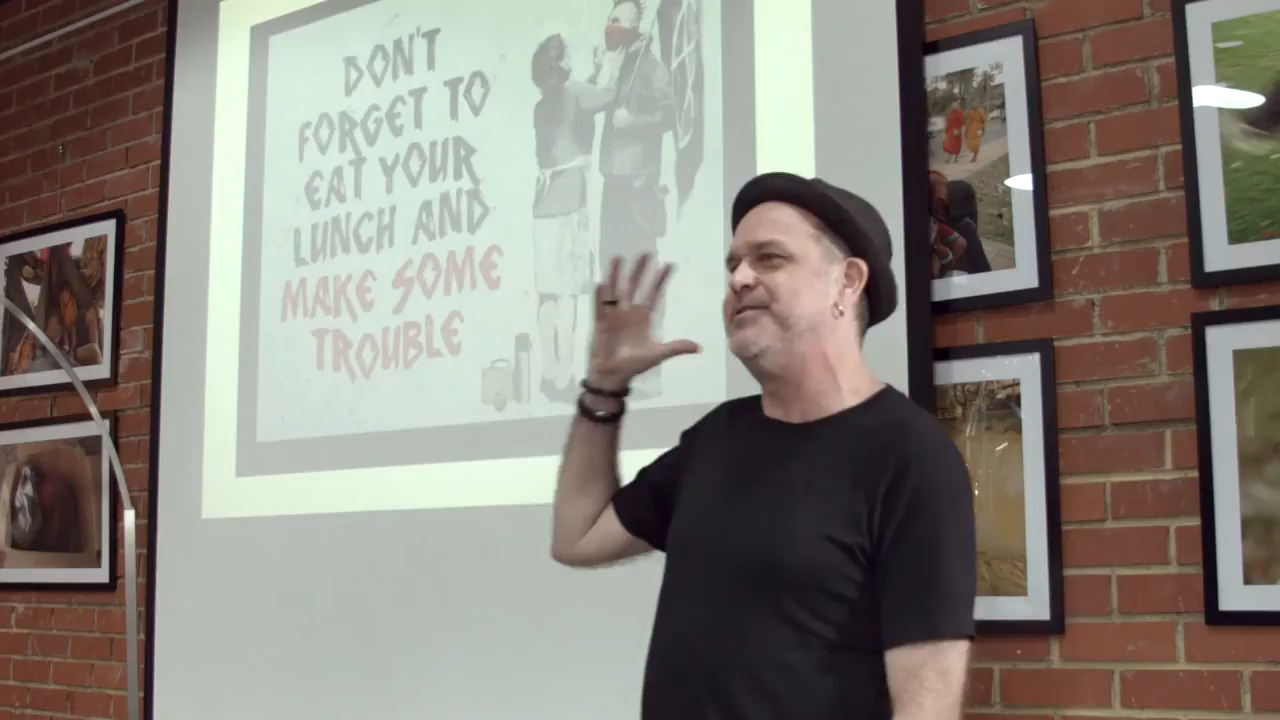 DON'T
FORGET TO
EAT YOUR
LUNCH AND
MAKE SOME
TROUBLE